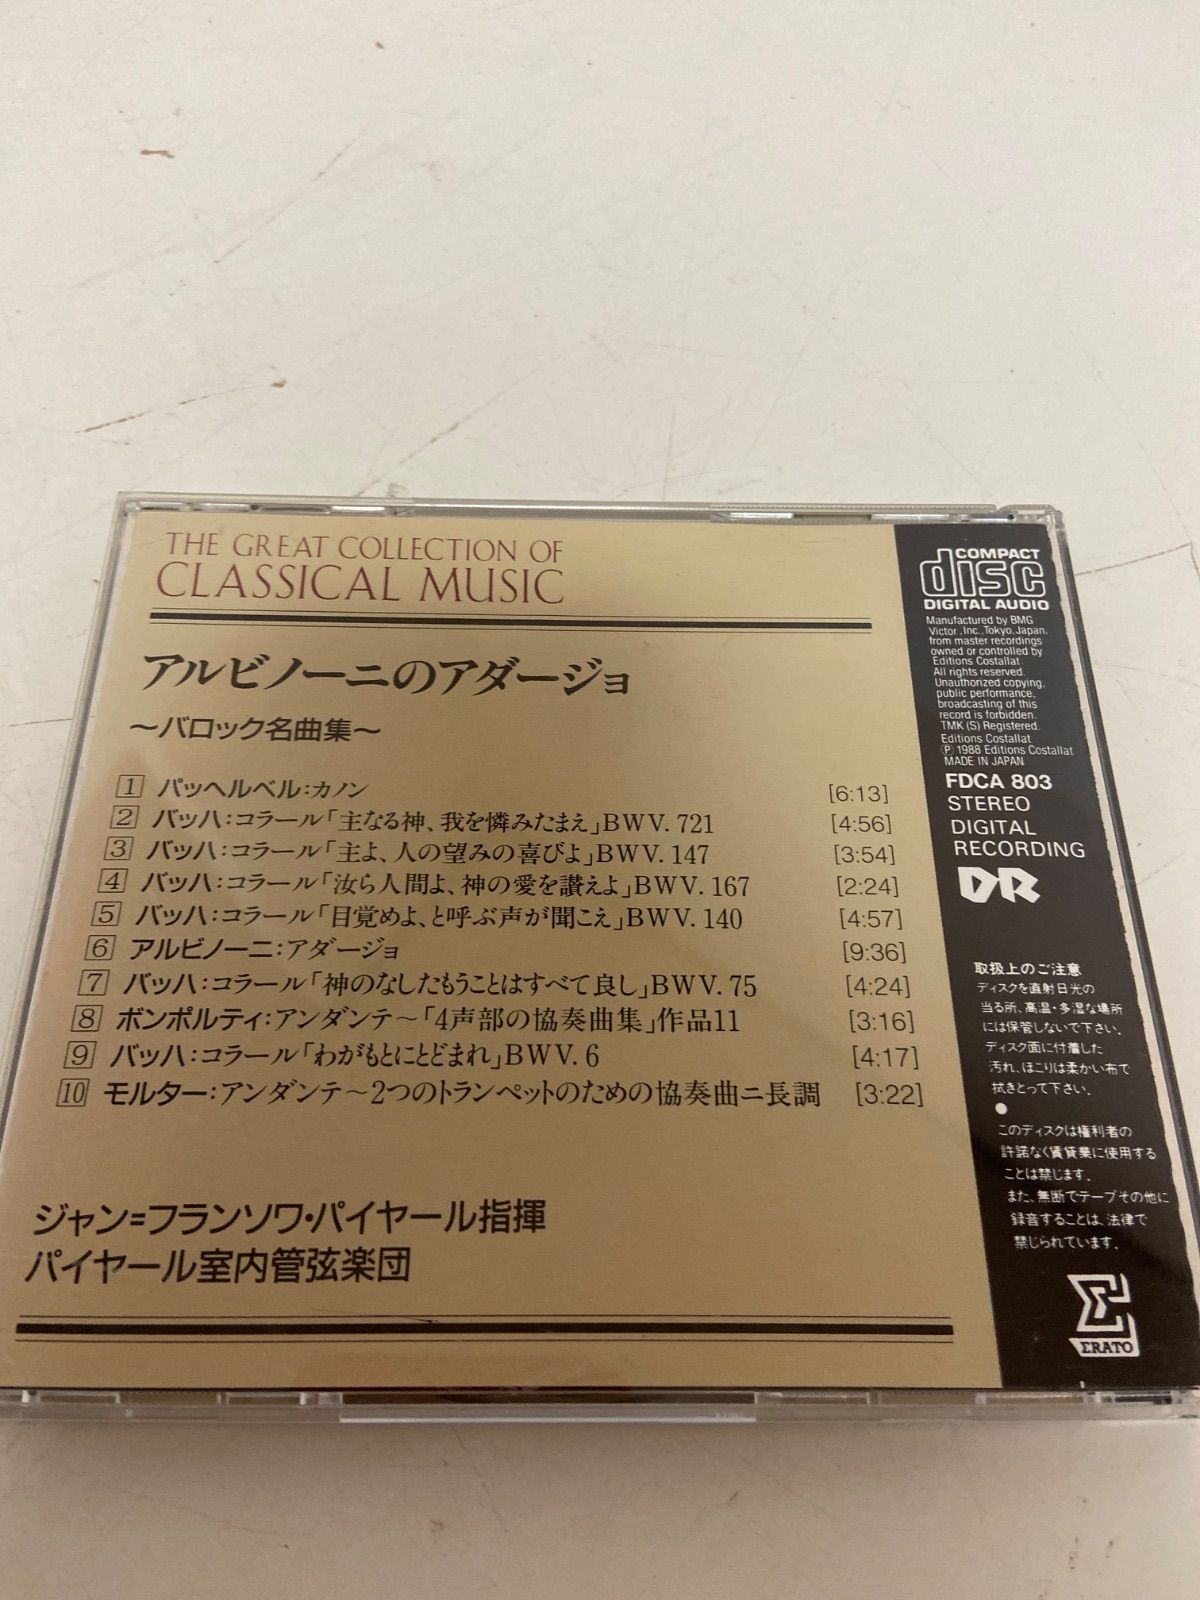 THE GREAT COLLECTION OF
CLASSICAL MUSIC
アルビノーニのアダージョ
〜バロック名曲集〜
1 パッヘルベル:カノン [6:13]
2 バッハ:コラール「主なる神、我を憐みたまえ」BWV. 721 [4:56]
3 バッハ:コラール「主よ、人の望みの喜びよ」BWV. 147 [3:54]
4 バッハ:コラール「汝ら人間よ、神の愛を讃えよ」BWV. 167 [2:24]
5 バッハ:コラール「目覚めよ、と呼ぶ声が聞こえ」BWV. 140 [4:57]
6 アルビノーニ:アダージョ [9:36]
7 バッハ:コラール「神のなしたもうことはすべて良し」BWV. 75 [4:24]
8 ボンポルティ:アンダンテ〜「4声部の協奏曲集」作品11 [3:16]
9 バッハ:コラール「わがもとにとどまれ」BWV. 6 [4:17]
10 モルター:アンダンテ〜2つのトランペットのための協奏曲ニ長調 [3:22]
ジャン=フランソワ・パイヤール指揮
パイヤール室内管弦楽団
COMPACT
disc
DIGITAL AUDIO
Manufactured by BMG
Victor, Inc., Tokyo, Japan.
from master recordings
owned or controlled by
Editions Costallat
All rights reserved.
Unauthorized copying,
public performance,
broadcasting of this
record is forbidden.
TMK (S) Registered.
Editions Costallat
Ⓟ 1988 Editions Costallat
MADE IN JAPAN
FDCA 803
STEREO
DIGITAL
RECORDING
DR
取扱上のご注意
ディスクを直射日光の
当る所、高温・多湿な場所
には保管しないで下さい。
ディスク面に付着した
汚れ、ほこりは柔かい布で
拭きとって下さい。
●
このディスクは権利者の
許諾なく賃貸業に使用する
ことは禁じます。
また、無断でテープその他に
録音することは、法律で
禁じられています。
ERATO